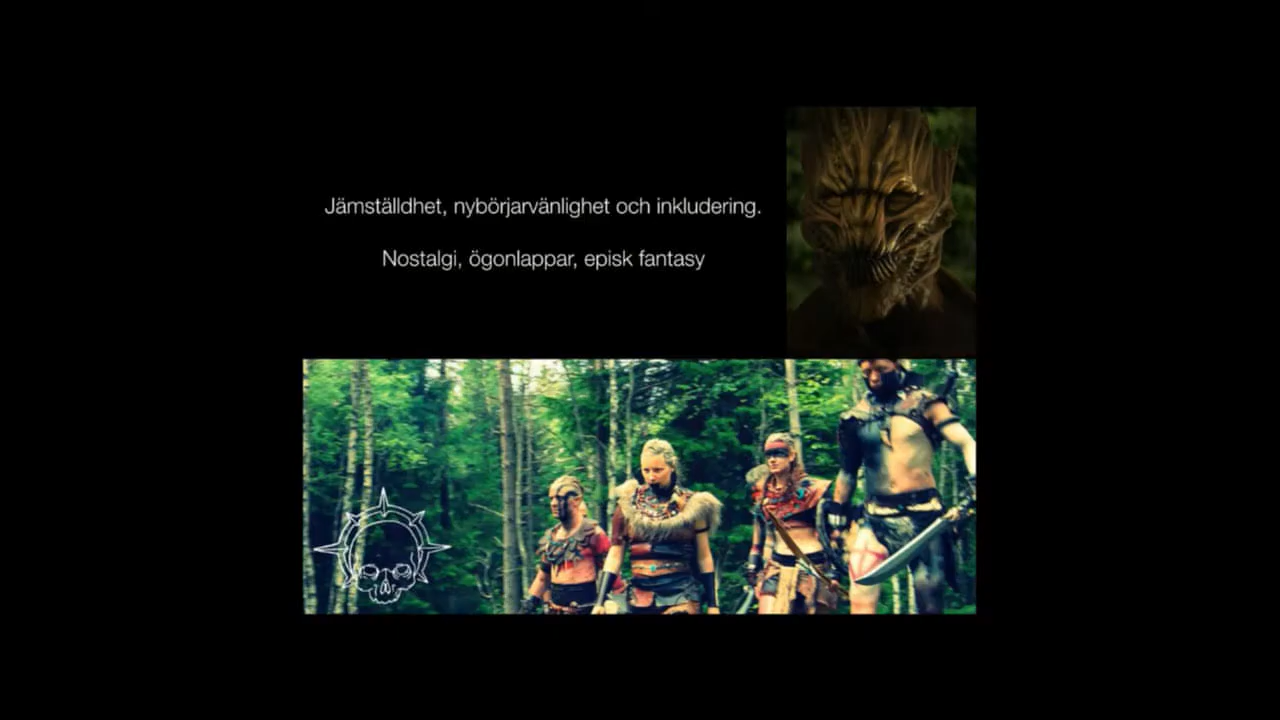 Jämställdhet, nybörjarvänlighet och inkludering.
Nostalgi, ögonlappar, episk fantasy